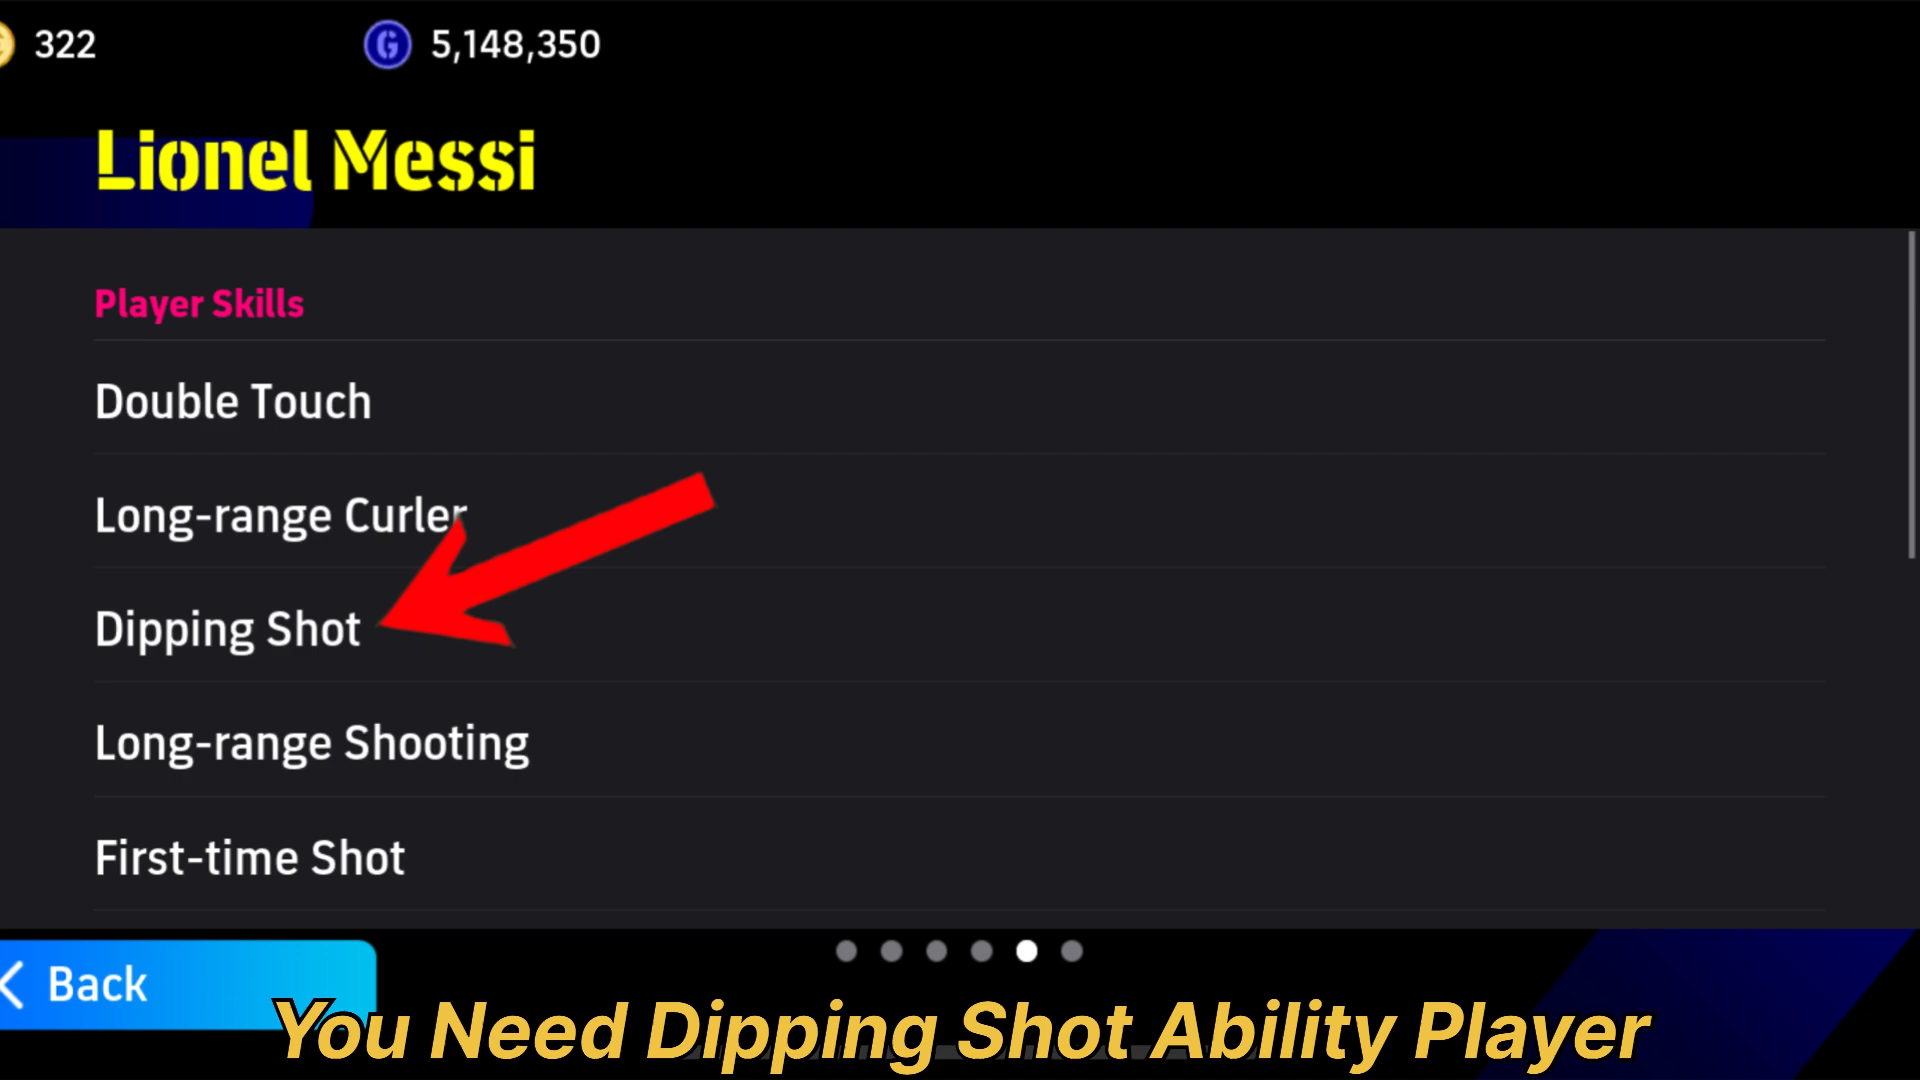 322
5,148,350
Lionel Messi
Player Skills
Double Touch
Long-range Curler
Dipping Shot
Long-range Shooting
First-time Shot
Back
You Need Dipping Shot Ability Player